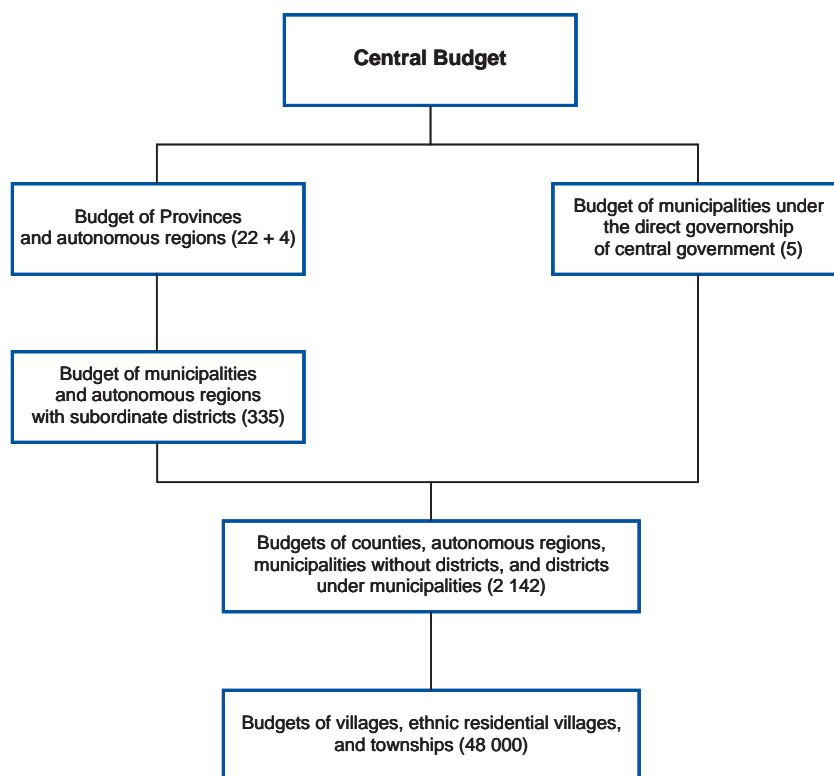 Central Budget
Budget of Provinces
and autonomous regions (22 + 4)
Budget of municipalities under
the direct governorship
of central government (5)
Budget of municipalities
and autonomous regions
with subordinate districts (335)
Budgets of counties, autonomous regions,
municipalities without districts, and districts
under municipalities (2 142)
Budgets of villages, ethnic residential villages,
and townships (48 000)